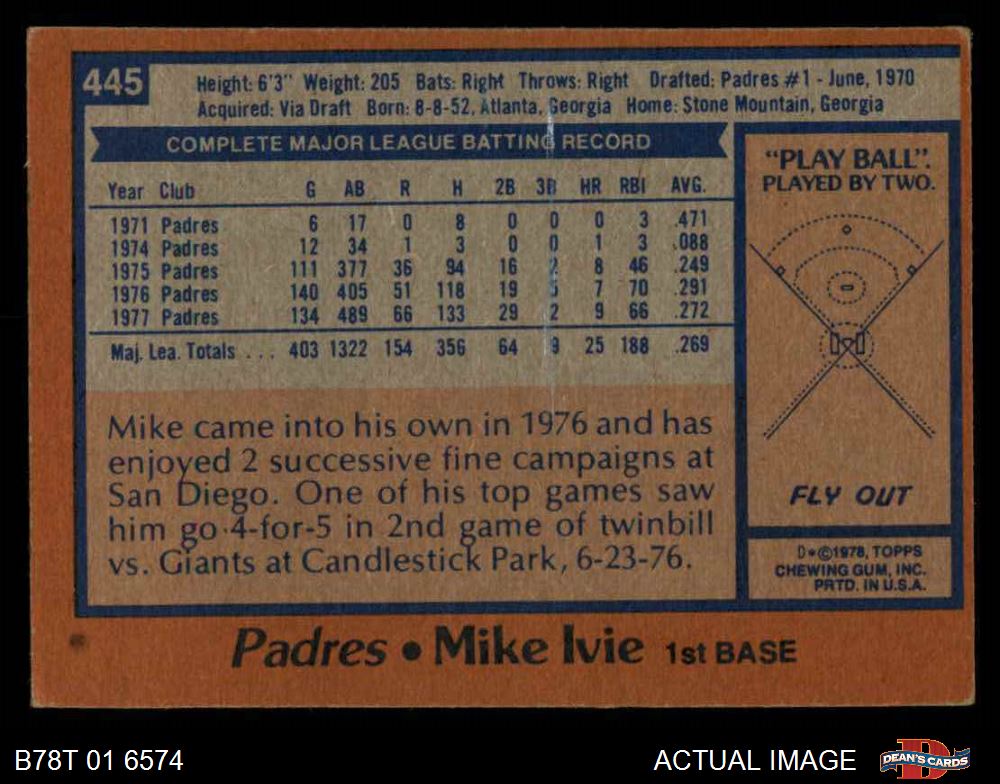 445
Height: 6'3" Weight: 205 Bats: Right Throws: Right Drafted: Padres #1 - June, 1970
Acquired: Via Draft Born: 8-8-52, Atlanta, Georgia Home: Stone Mountain, Georgia
COMPLETE MAJOR LEAGUE BATTING RECORD
Year Club G AB R H 2B 3B HR RBI AVG.
1971 Padres 6 17 0 8 0 0 0 3 .471
1974 Padres 12 34 1 3 0 0 1 3 .088
1975 Padres 111 377 36 94 16 2 8 46 .249
1976 Padres 140 405 51 118 19 5 7 70 .291
1977 Padres 134 489 66 133 29 2 9 66 .272
Maj. Lea. Totals ... 403 1322 154 356 64 9 25 188 .269
Mike came into his own in 1976 and has
enjoyed 2 successive fine campaigns at
San Diego. One of his top games saw
him go 4-for-5 in 2nd game of twinbill
vs. Giants at Candlestick Park, 6-23-76.
"PLAY BALL".
PLAYED BY TWO.
FLY OUT
D*©1978, TOPPS
CHEWING GUM, INC.
PRTD. IN U.S.A.
Padres • Mike Ivie 1st BASE
B78T 01 6574
ACTUAL IMAGE
DEAN'S CARDS